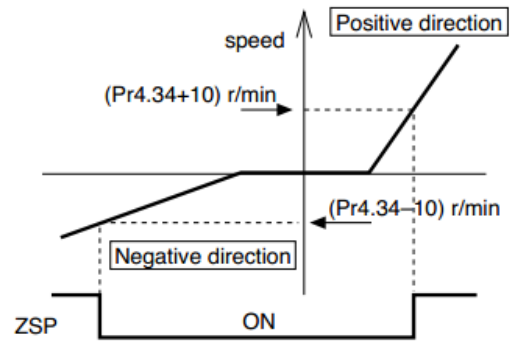 Positive direction
speed
(Pr4.34+10) r/min
(Pr4.34–10) r/min
Negative direction
ZSP
ON